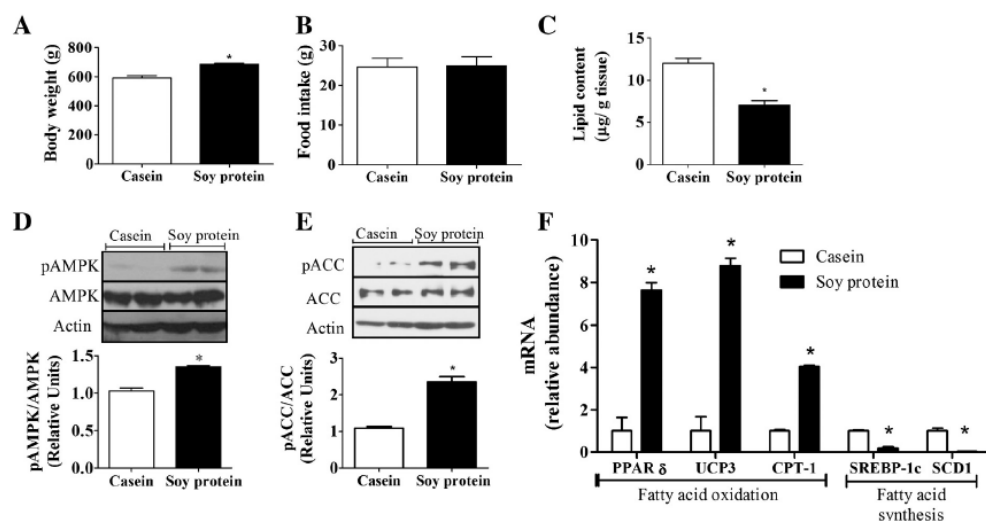 A
Body weight (g)
800
600
400
200
0
*
Casein
Soy protein
B
Food intake (g)
30
20
10
0
Casein
Soy protein
C
Lipid content
(µg/ g tissue)
15
10
5
0
*
Casein
Soy protein
D
Casein
Soy protein
pAMPK
AMPK
Actin
pAMPK/AMPK
(Relative Units)
1.5
1.0
0.5
0.0
*
Casein
Soy protein
E
Casein
Soy protein
pACC
ACC
Actin
pACC/ACC
(Relative Units)
3
2
1
0
*
Casein
Soy protein
F
mRNA
(relative abundance)
10
8
6
4
2
0
Casein
Soy protein
* * * * *
PPAR δ UCP3 CPT-1 SREBP-1c SCD1
Fatty acid oxidation
Fatty acid
synthesis